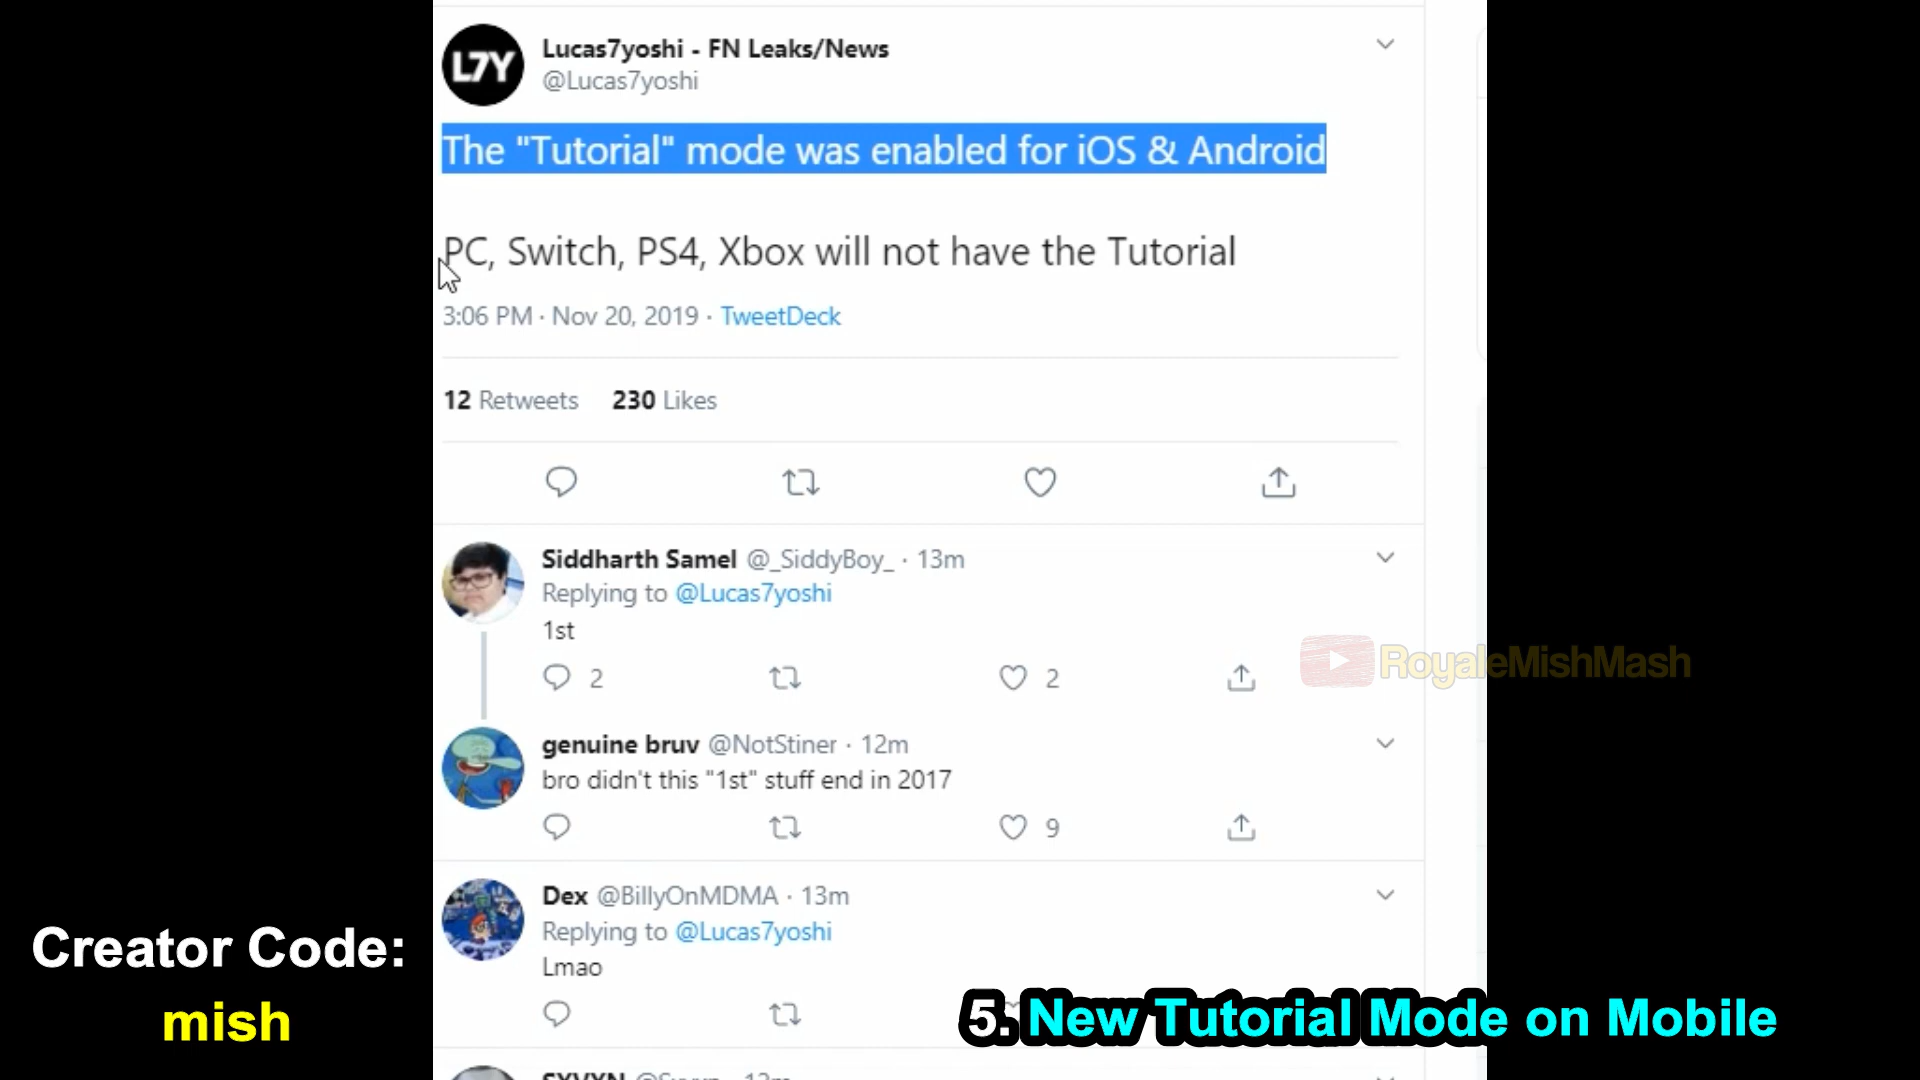 L7Y
Lucas7yoshi - FN Leaks/News
@Lucas7yoshi
The "Tutorial" mode was enabled for iOS & Android
PC, Switch, PS4, Xbox will not have the Tutorial
3:06 PM · Nov 20, 2019 · TweetDeck
12 Retweets 230 Likes
Siddharth Samel @_SiddyBoy_ · 13m
Replying to @Lucas7yoshi
1st
2 2
RoyaleMishMash
genuine bruv @NotStiner · 12m
bro didn't this "1st" stuff end in 2017
9
Dex @BillyOnMDMA · 13m
Replying to @Lucas7yoshi
Lmao
Creator Code:
mish
5. New Tutorial Mode on Mobile